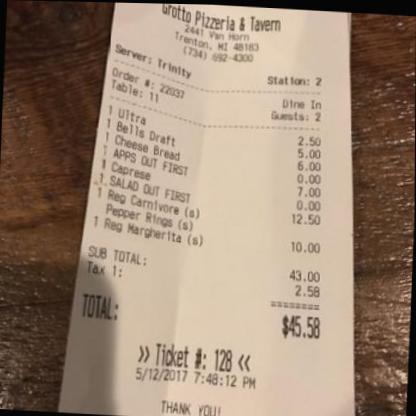 Grotto Pizzeria & Tavern
2441 Van Horn
Trenton, MI 48183
(734) 692-4300
Server: Trinity Station: 2
Order #: 22037 Dine In
Table: 11 Guests: 2
1 Ultra 2.50
1 Bells Draft 5.00
1 Cheese Bread 6.00
1 APPS OUT FIRST 0.00
1 Caprese 7.00
1 SALAD OUT FIRST 0.00
1 Reg Carnivore (s) 12.50
Pepper Rings (s)
1 Reg Margherita (s) 10.00
SUB TOTAL: 43.00
Tax 1: 2.58
========
TOTAL: $45.58
>> Ticket #: 128 <<
5/12/2017 7:48:12 PM
THANK YOU!